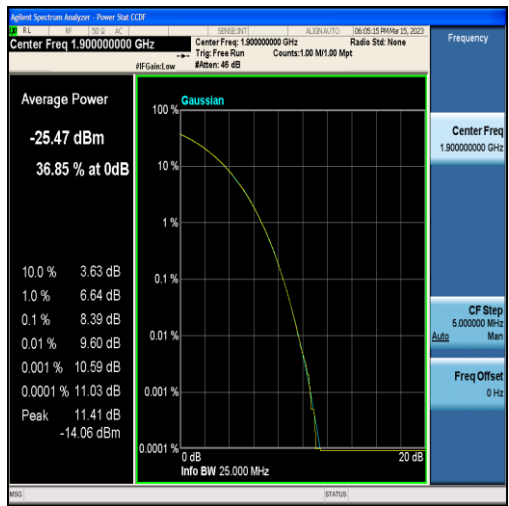 Agilent Spectrum Analyzer - Power Stat CCDF
RL RF 50 Ω AC SENSE:INT ALIGN AUTO 06:05:15 PM Mar 15, 2023
Center Freq 1.900000000 GHz
Center Freq: 1.900000000 GHz Radio Std: None
Trig: Free Run Counts:1.00 M/1.00 Mpt
#IFGain:Low #Atten: 46 dB
Frequency
Average Power
-25.47 dBm
36.85 % at 0dB
10.0 % 3.63 dB
1.0 % 6.64 dB
0.1 % 8.39 dB
0.01 % 9.60 dB
0.001 % 10.59 dB
0.0001 % 11.03 dB
Peak 11.41 dB
-14.06 dBm
Gaussian
100 %
10 %
1 %
0.1 %
0.01 %
0.001 %
0.0001 %
0 dB 20 dB
Info BW 25.000 MHz
Center Freq
1.900000000 GHz
CF Step
5.000000 MHz
Auto Man
Freq Offset
0 Hz
MSG STATUS